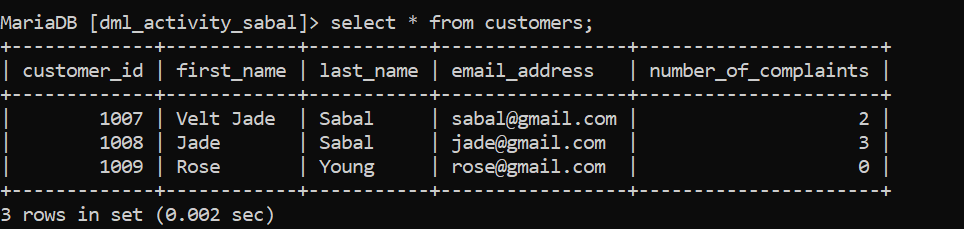 MariaDB [dml_activity_sabal]> select * from customers;
+-------------+------------+-----------+-----------------+----------------------+
| customer_id | first_name | last_name | email_address   | number_of_complaints |
+-------------+------------+-----------+-----------------+----------------------+
|        1007 | Velt Jade  | Sabal     | sabal@gmail.com |                    2 |
|        1008 | Jade       | Sabal     | jade@gmail.com  |                    3 |
|        1009 | Rose       | Young     | rose@gmail.com  |                    0 |
+-------------+------------+-----------+-----------------+----------------------+
3 rows in set (0.002 sec)